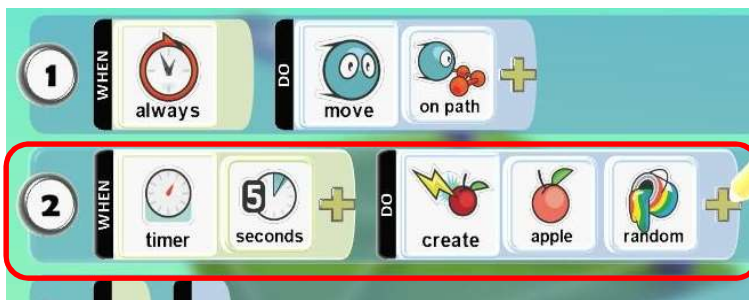 1 WHEN always DO move on path
2 WHEN timer 5 seconds DO create apple random